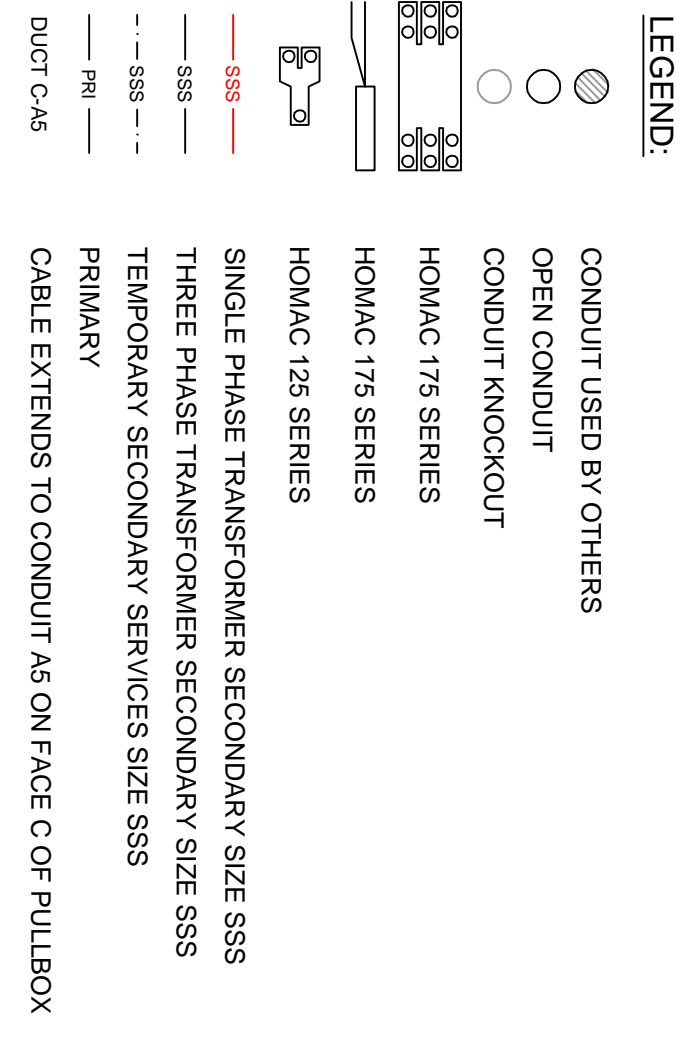 LEGEND:
CONDUIT USED BY OTHERS
OPEN CONDUIT
CONDUIT KNOCKOUT
HOMAC 175 SERIES
HOMAC 175 SERIES
HOMAC 125 SERIES
SSS SINGLE PHASE TRANSFORMER SECONDARY SIZE SSS
SSS THREE PHASE TRANSFORMER SECONDARY SIZE SSS
SSS TEMPORARY SECONDARY SERVICES SIZE SSS
PRI PRIMARY
DUCT C-A5 CABLE EXTENDS TO CONDUIT A5 ON FACE C OF PULLBOX